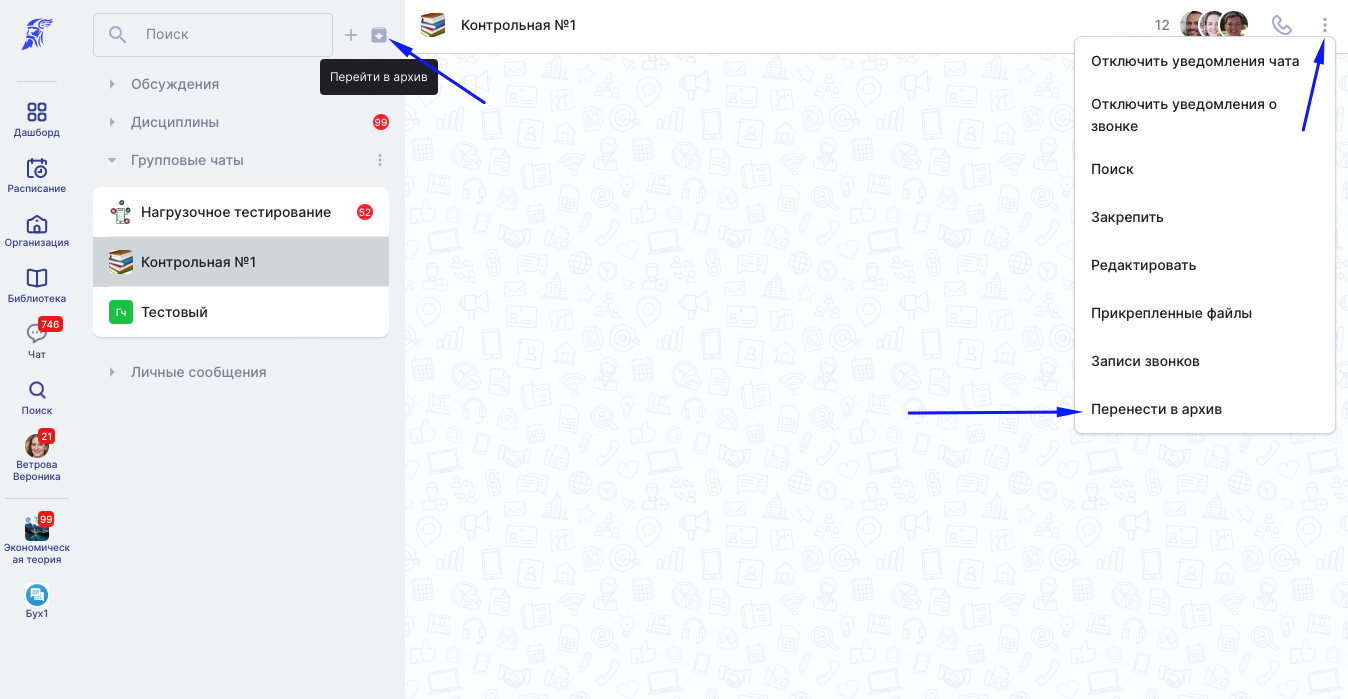 Дашборд
Расписание
Организация
Библиотека
746
Чат
Поиск
21
Ветрова
Вероника
99
Экономическ
ая теория
Бух1
Поиск
Перейти в архив
Обсуждения
Дисциплины
99
Групповые чаты
Нагрузочное тестирование
52
Контрольная №1
Гч
Тестовый
Личные сообщения
Контрольная №1
12
Отключить уведомления чата
Отключить уведомления о
звонке
Поиск
Закрепить
Редактировать
Прикрепленные файлы
Записи звонков
Перенести в архив